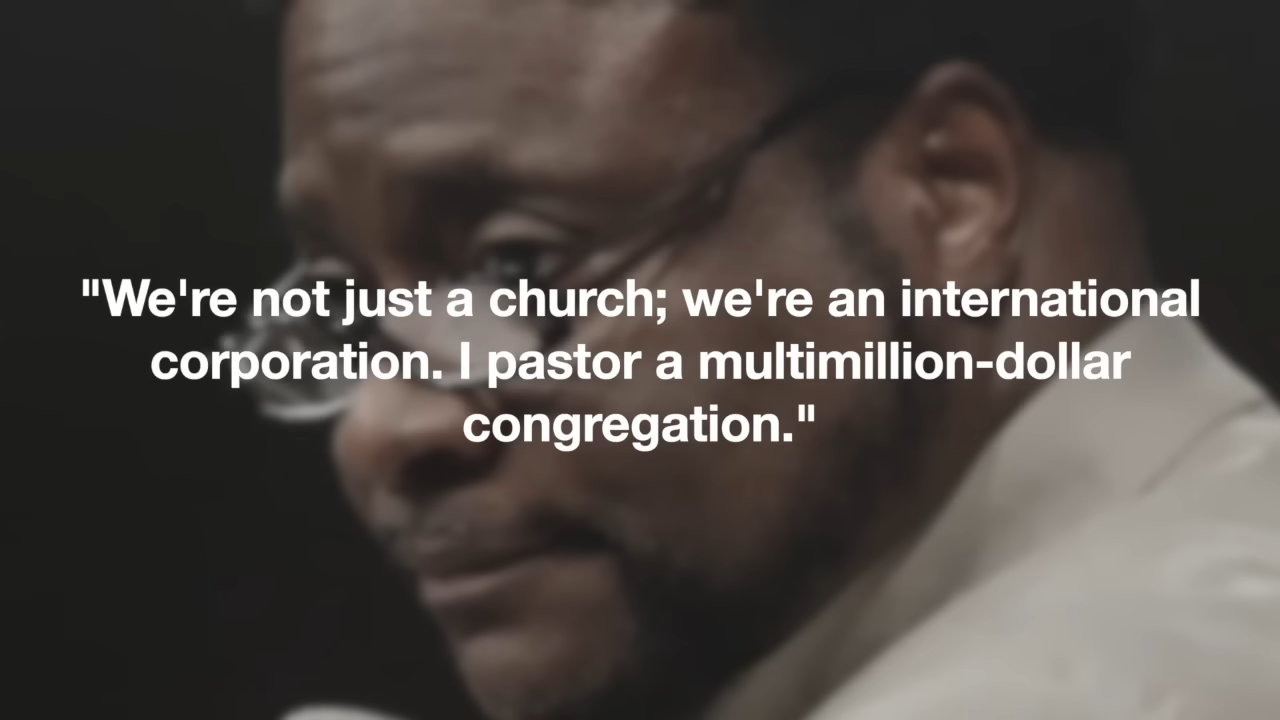 "We're not just a church; we're an international
corporation. I pastor a multimillion-dollar
congregation."